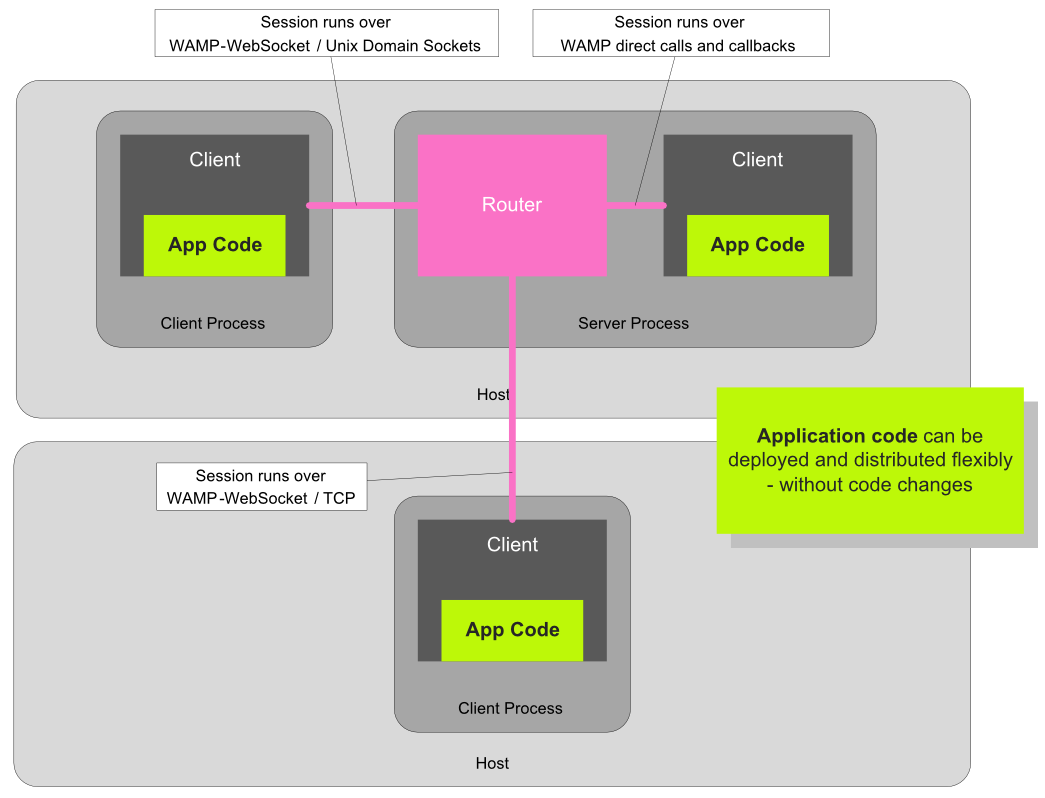 Session runs over
WAMP-WebSocket / Unix Domain Sockets
Session runs over
WAMP direct calls and callbacks
Client
App Code
Client Process
Router
Client
App Code
Server Process
Host
Application code can be
deployed and distributed flexibly
- without code changes
Session runs over
WAMP-WebSocket / TCP
Client
App Code
Client Process
Host